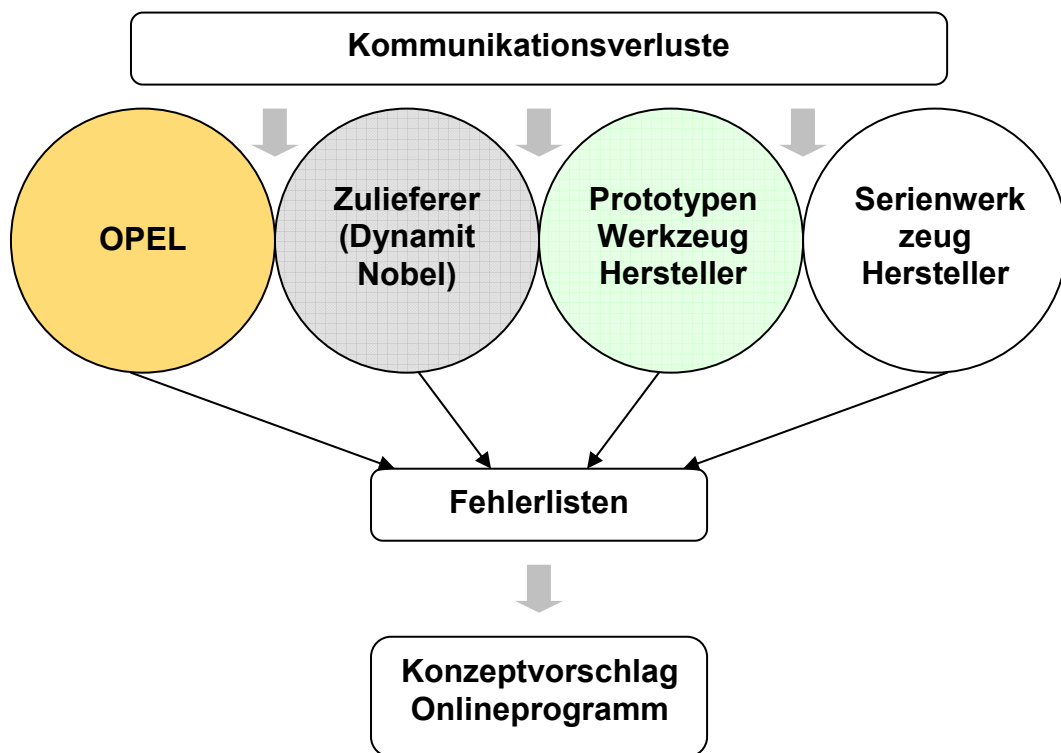 Kommunikationsverluste
OPEL
Zulieferer
(Dynamit
Nobel)
Prototypen
Werkzeug
Hersteller
Serienwerk
zeug
Hersteller
Fehlerlisten
Konzeptvorschlag
Onlineprogramm